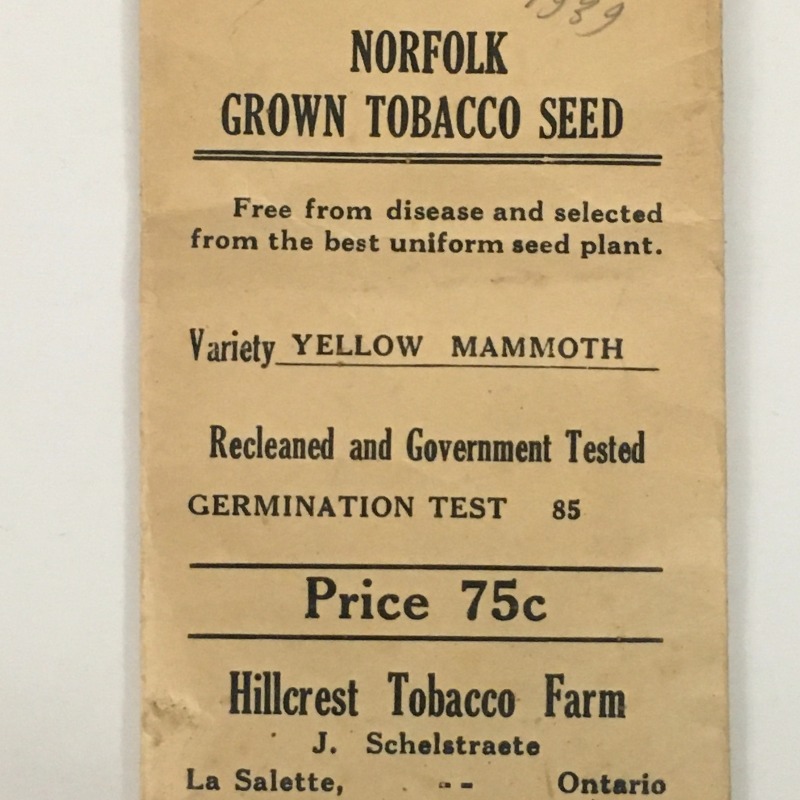 1939
NORFOLK
GROWN TOBACCO SEED
Free from disease and selected
from the best uniform seed plant.
Variety YELLOW MAMMOTH
Recleaned and Government Tested
GERMINATION TEST 85
Price 75c
Hillcrest Tobacco Farm
J. Schelstraete
La Salette, -- Ontario